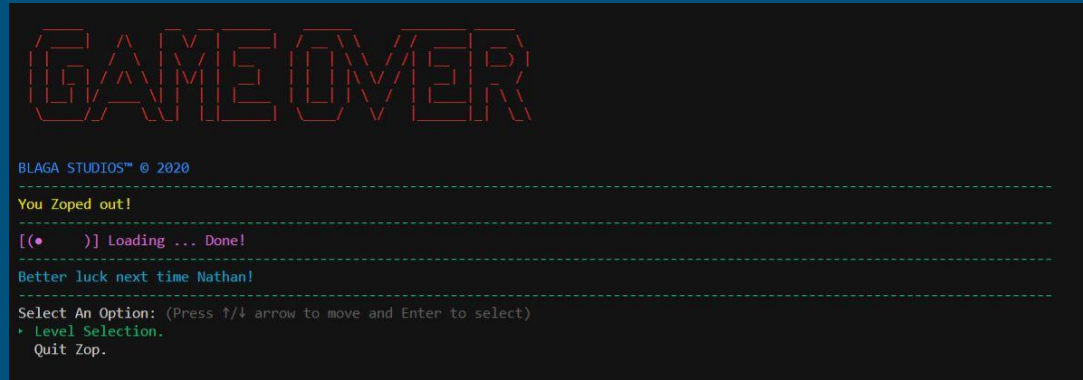 GAME OVER
BLAGA STUDIOS™ © 2020
You Zoped out!
[(●     )] Loading ... Done!
Better luck next time Nathan!
Select An Option: (Press ↑/↓ arrow to move and Enter to select)
▸ Level Selection.
Quit Zop.